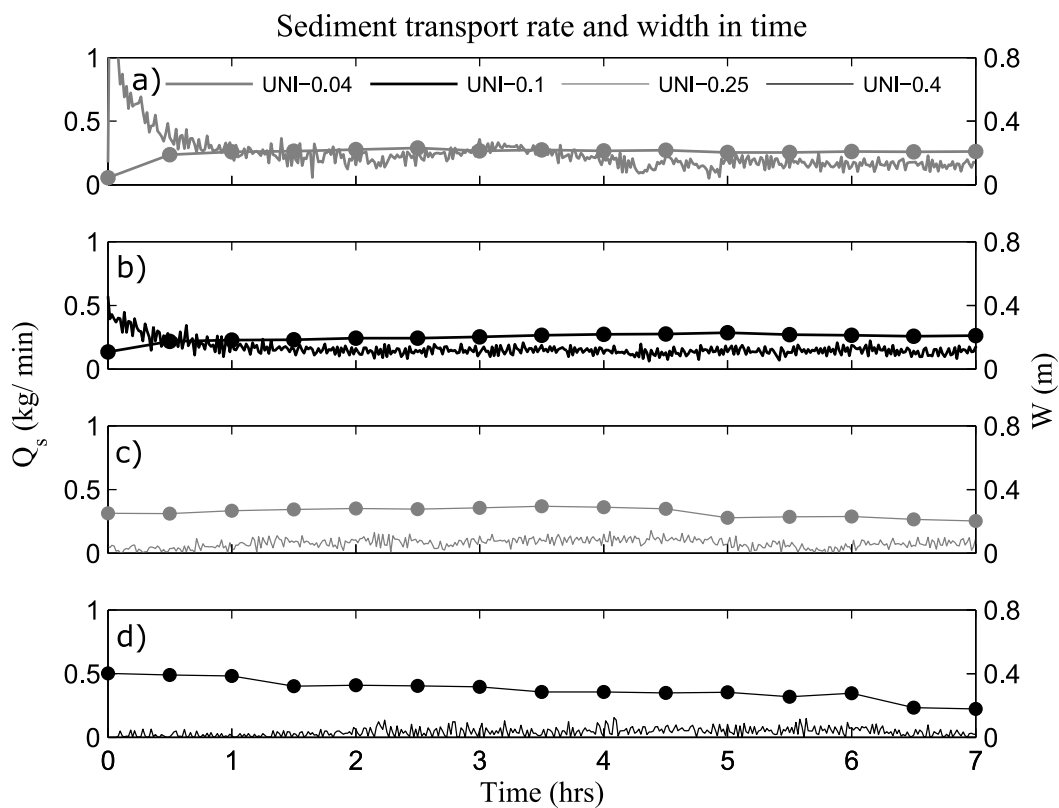 Sediment transport rate and width in time
1 0.8
a) UNI−0.04 UNI−0.1 UNI−0.25 UNI−0.4
0.5 0.4
0 0
1 0.8
b)
0.5 0.4
0 0
Q_s (kg/ min)
W (m)
1 0.8
c)
0.5 0.4
0 0
1 0.8
d)
0.5 0.4
0 0
0 1 2 3 4 5 6 7
Time (hrs)